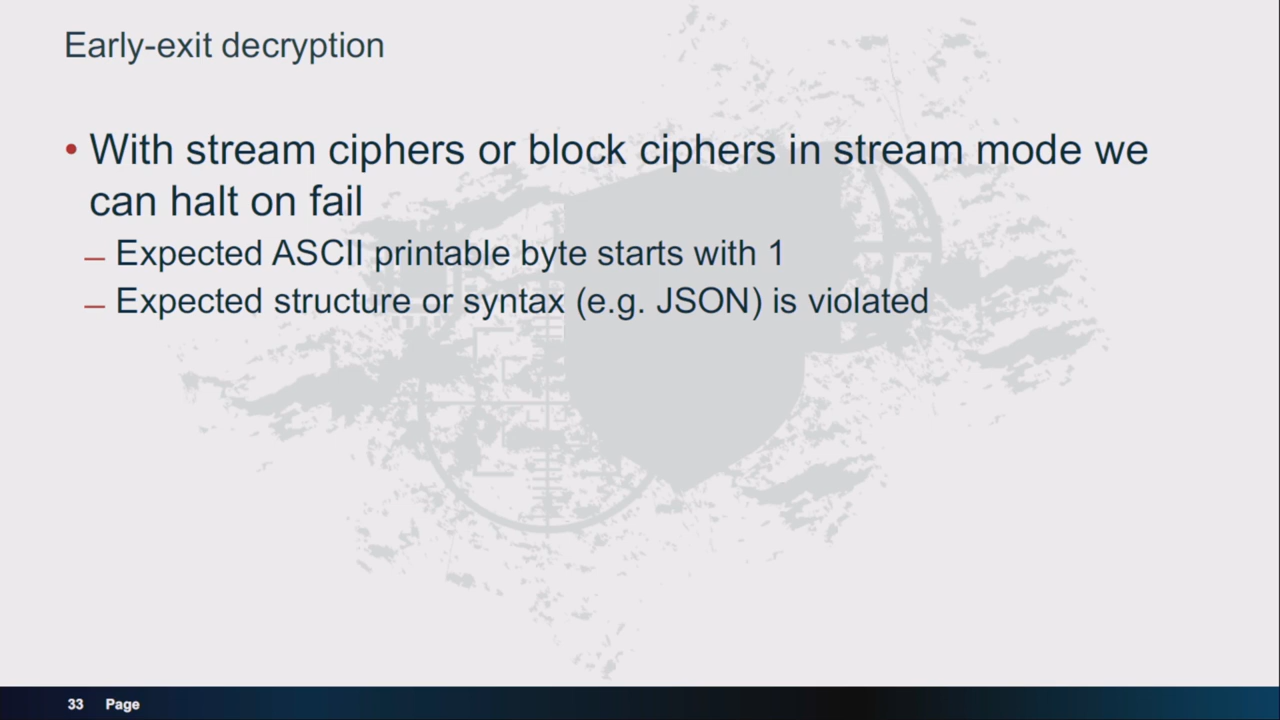 Early-exit decryption
• With stream ciphers or block ciphers in stream mode we
can halt on fail
– Expected ASCII printable byte starts with 1
– Expected structure or syntax (e.g. JSON) is violated
33 Page